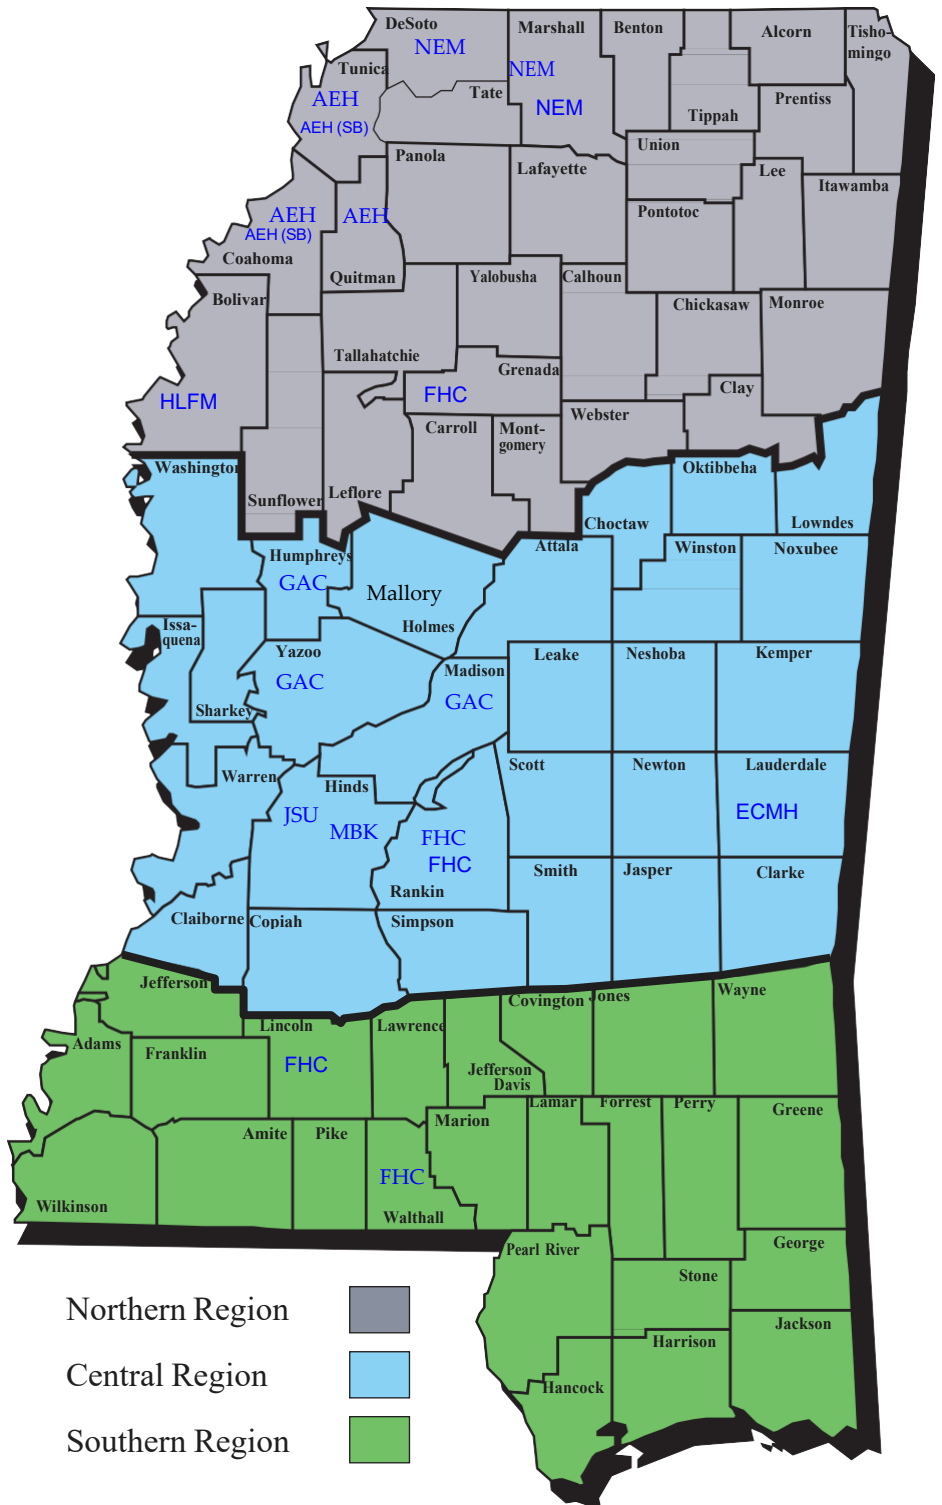 DeSoto
NEM
Marshall
Benton
Alcorn
Tisho-
mingo
Tunica
NEM
AEH
Tate
NEM
Prentiss
AEH (SB)
Tippah
Panola
Union
Lafayette
Lee
Itawamba
AEH
AEH
Pontotoc
AEH (SB)
Coahoma
Quitman
Yalobusha
Calhoun
Bolivar
Chickasaw
Monroe
Tallahatchie
Grenada
HLFM
FHC
Clay
Carroll
Mont-
gomery
Webster
Washington
Oktibbeha
Sunflower
Leflore
Choctaw
Lowndes
Humphreys
Attala
Winston
Noxubee
GAC
Mallory
Holmes
Issa-
quena
Yazoo
Leake
Neshoba
Kemper
Madison
GAC
GAC
Sharkey
Warren
Hinds
Scott
Newton
Lauderdale
JSU
MBK
ECMH
FHC
FHC
Smith
Jasper
Clarke
Rankin
Claiborne
Copiah
Simpson
Jefferson
Covington
Jones
Wayne
Lincoln
Lawrence
Adams
Franklin
FHC
Jefferson
Davis
Lamar
Forrest
Perry
Greene
Amite
Pike
Marion
FHC
Wilkinson
Walthall
Pearl River
George
Stone
Northern Region
Jackson
Harrison
Central Region
Hancock
Southern Region